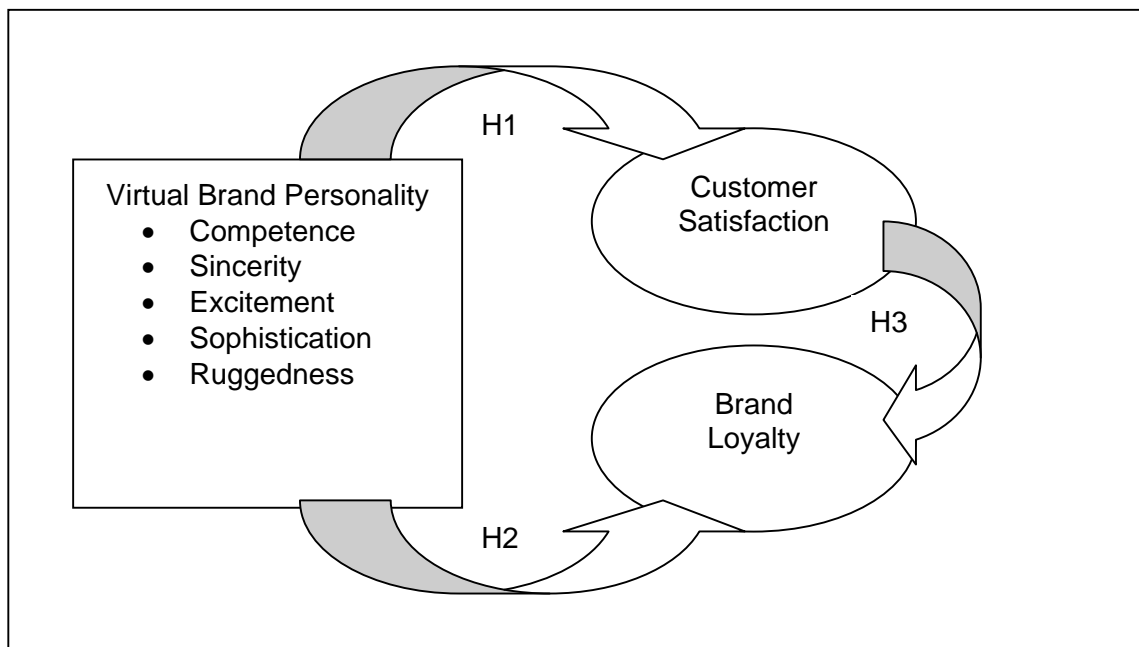 H1
Virtual Brand Personality
• Competence
• Sincerity
• Excitement
• Sophistication
• Ruggedness
Customer
Satisfaction
H3
Brand
Loyalty
H2